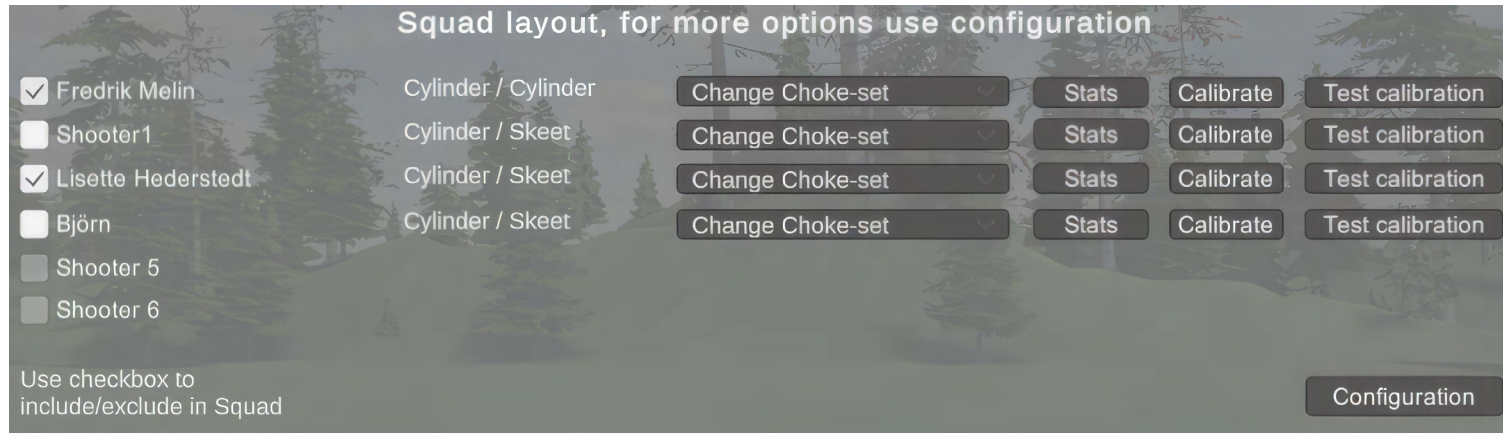 Squad layout, for more options use configuration
Fredrik Melin Cylinder / Cylinder Change Choke-set Stats Calibrate Test calibration
Shooter1 Cylinder / Skeet Change Choke-set Stats Calibrate Test calibration
Lisette Hederstedt Cylinder / Skeet Change Choke-set Stats Calibrate Test calibration
Björn Cylinder / Skeet Change Choke-set Stats Calibrate Test calibration
Shooter 5
Shooter 6
Use checkbox to
include/exclude in Squad
Configuration